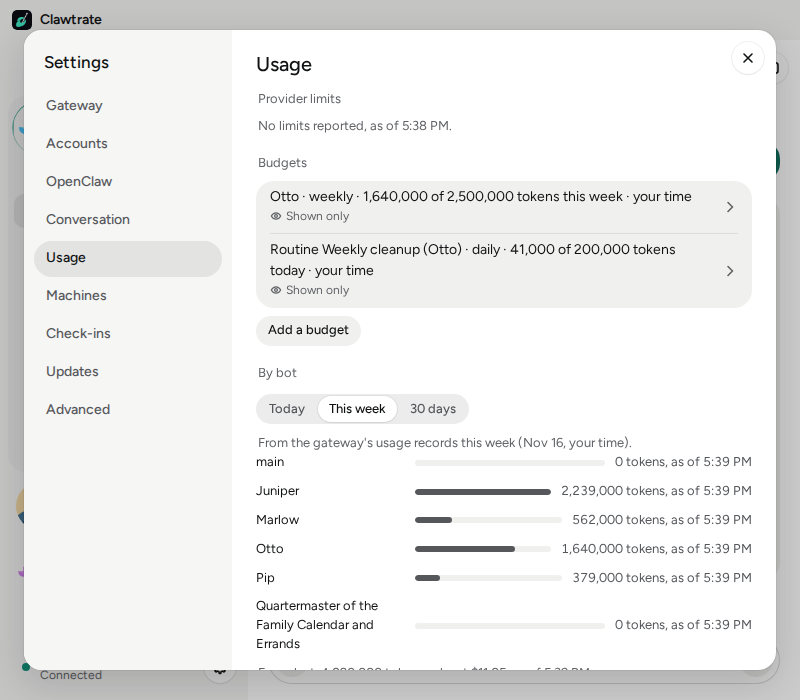 Clawtrate
Settings
Gateway
Accounts
OpenClaw
Conversation
Usage
Machines
Check-ins
Updates
Advanced
Usage
Provider limits
No limits reported, as of 5:38 PM.
Budgets
Otto · weekly · 1,640,000 of 2,500,000 tokens this week · your time
Shown only
Routine Weekly cleanup (Otto) · daily · 41,000 of 200,000 tokens
today · your time
Shown only
Add a budget
By bot
Today This week 30 days
From the gateway's usage records this week (Nov 16, your time).
main 0 tokens, as of 5:39 PM
Juniper 2,239,000 tokens, as of 5:39 PM
Marlow 562,000 tokens, as of 5:39 PM
Otto 1,640,000 tokens, as of 5:39 PM
Pip 379,000 tokens, as of 5:39 PM
Quartermaster of the
Family Calendar and
Errands
0 tokens, as of 5:39 PM
Connected